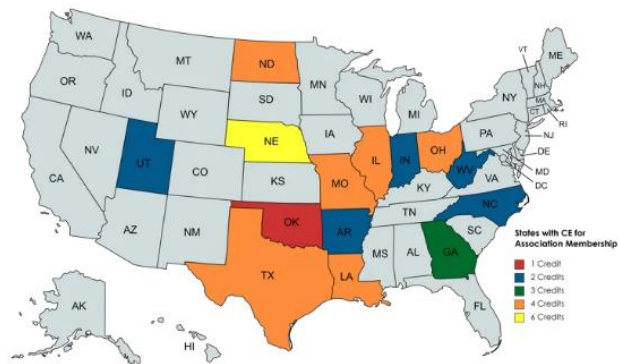 WA
MT
ND
MN
ME
VT
NH
OR
ID
SD
WI
MI
NY
MA
CT
RI
WY
IA
PA
NJ
NV
UT
NE
IL
IN
OH
DE
CA
CO
WV
VA
MD
DC
KS
MO
KY
NC
AZ
NM
OK
AR
TN
SC
TX
LA
MS
AL
GA
FL
AK
HI
States with CE for
Association Membership
1 Credit
2 Credits
3 Credits
4 Credits
6 Credits